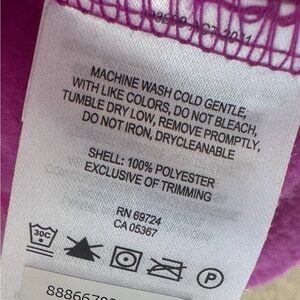 MACHINE WASH COLD GENTLE,
WITH LIKE COLORS, DO NOT BLEACH,
TUMBLE DRY LOW, REMOVE PROMPTLY,
DO NOT IRON, DRYCLEANABLE
SHELL: 100% POLYESTER
EXCLUSIVE OF TRIMMING
RN 69724
CA 05367
30C
P